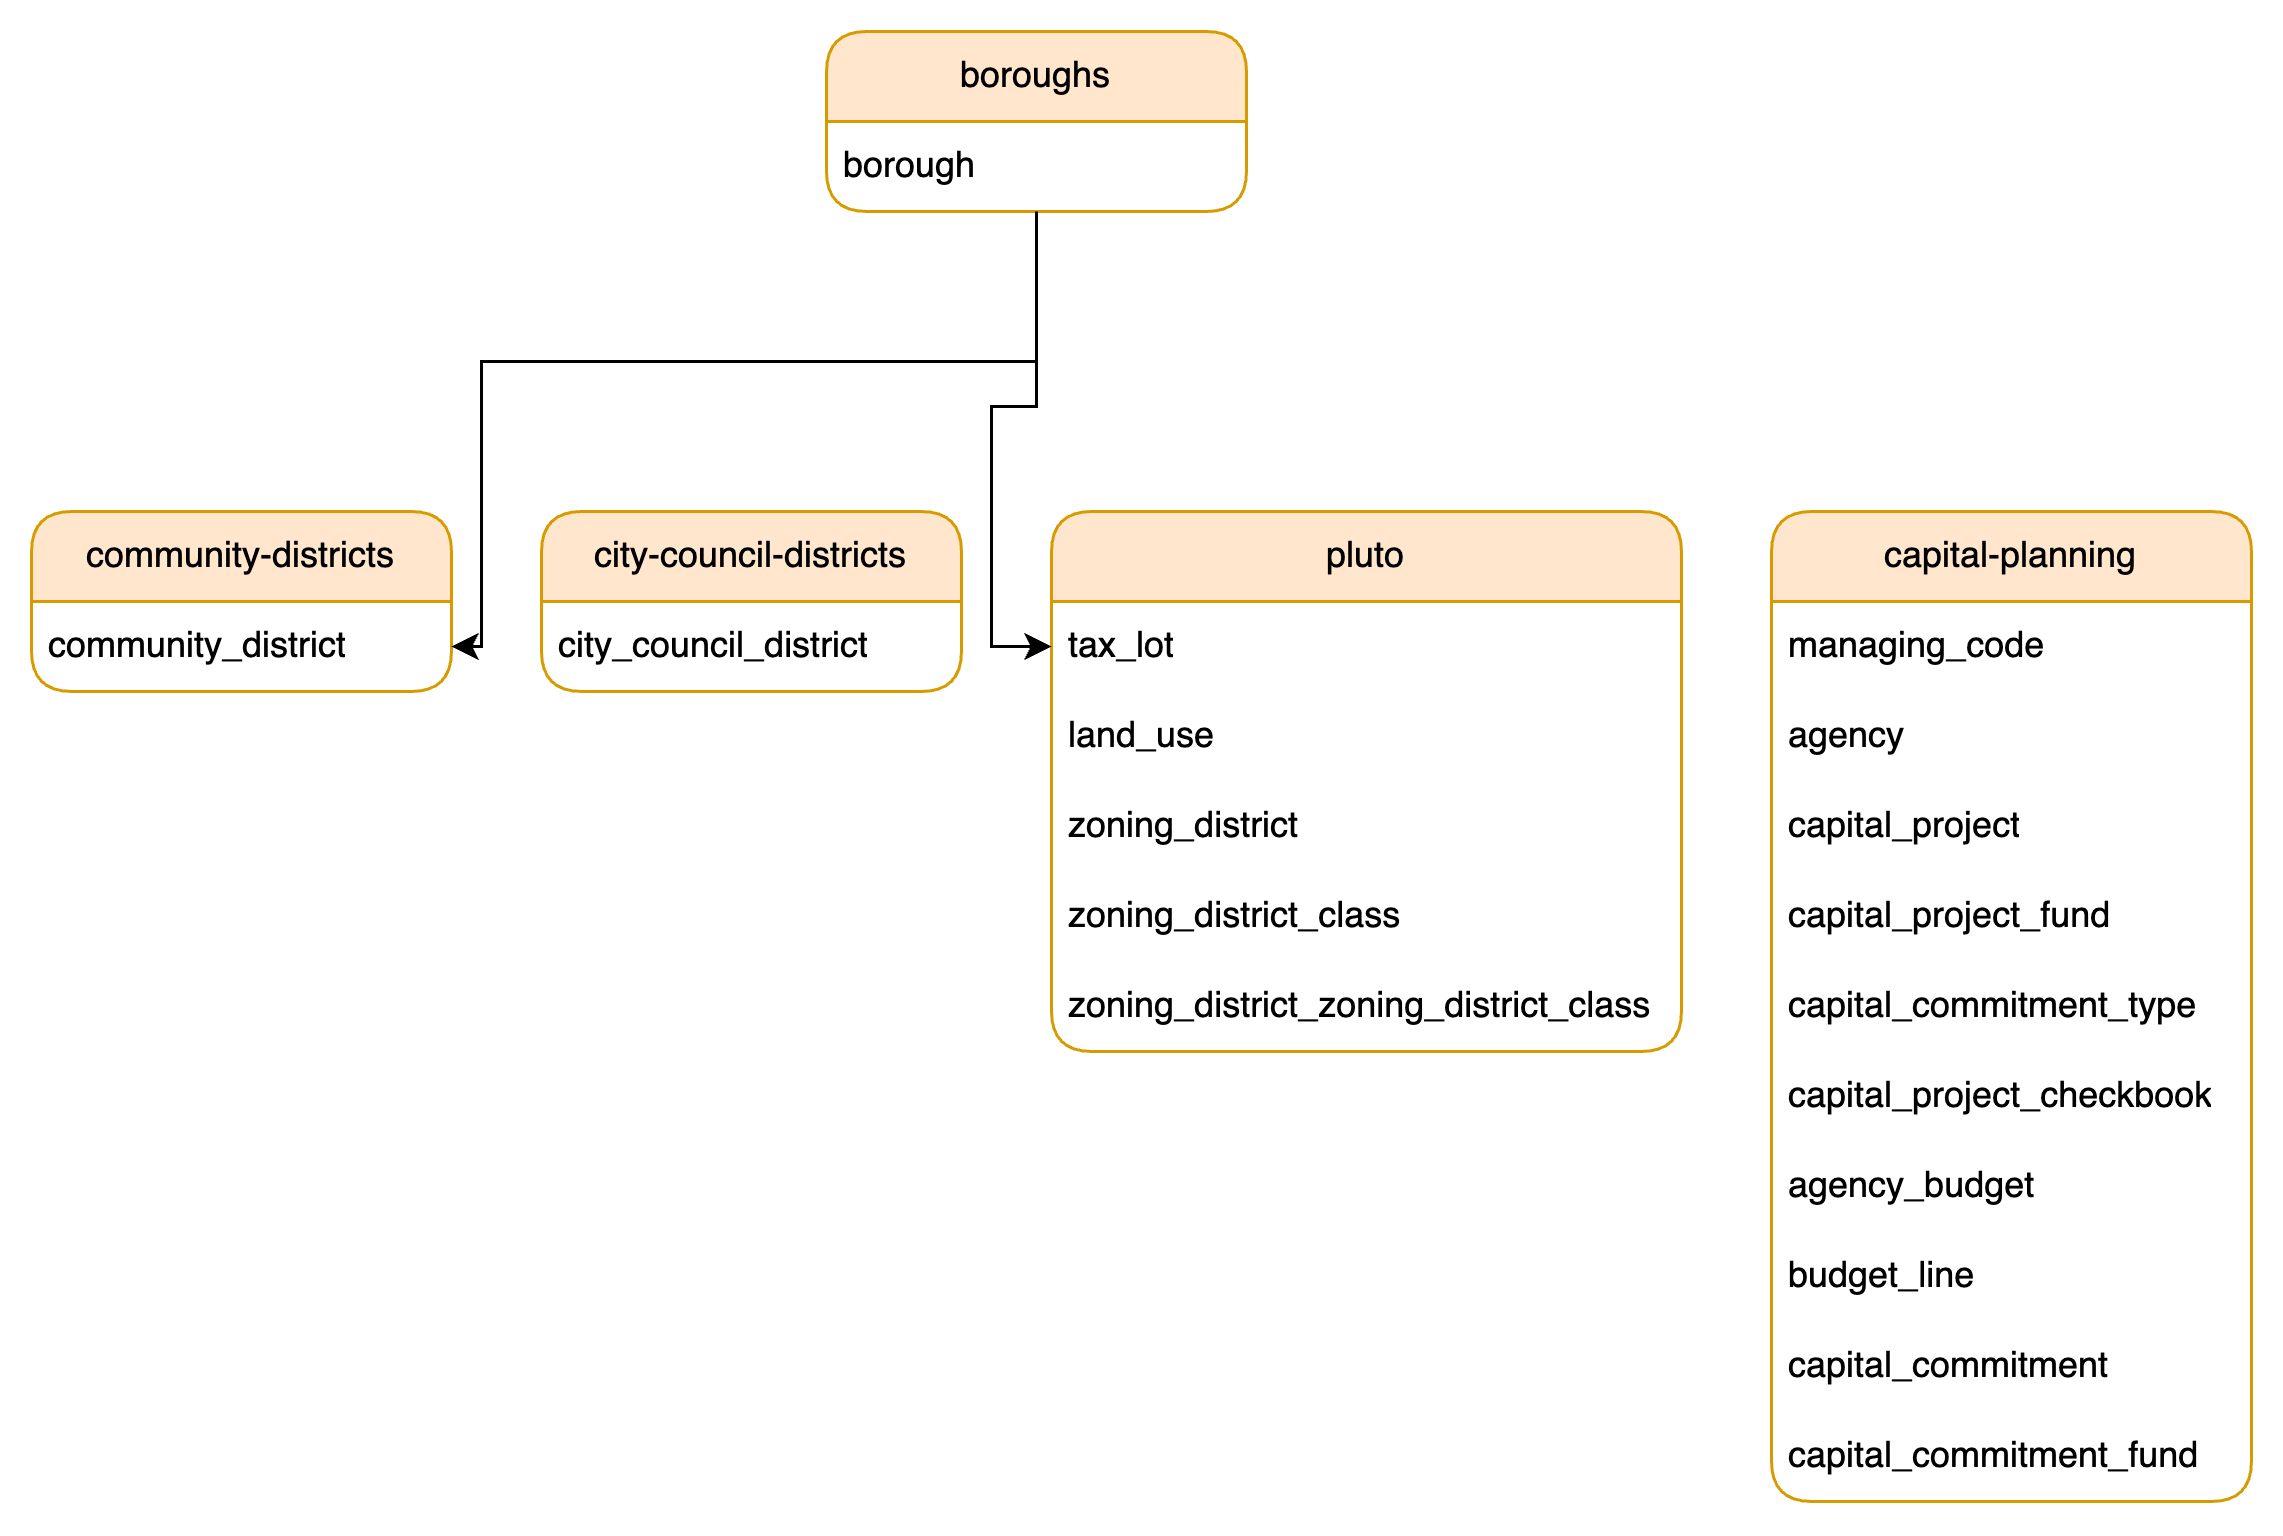 boroughs
borough
community-districts
community_district
city-council-districts
city_council_district
pluto
tax_lot
land_use
zoning_district
zoning_district_class
zoning_district_zoning_district_class
capital-planning
managing_code
agency
capital_project
capital_project_fund
capital_commitment_type
capital_project_checkbook
agency_budget
budget_line
capital_commitment
capital_commitment_fund